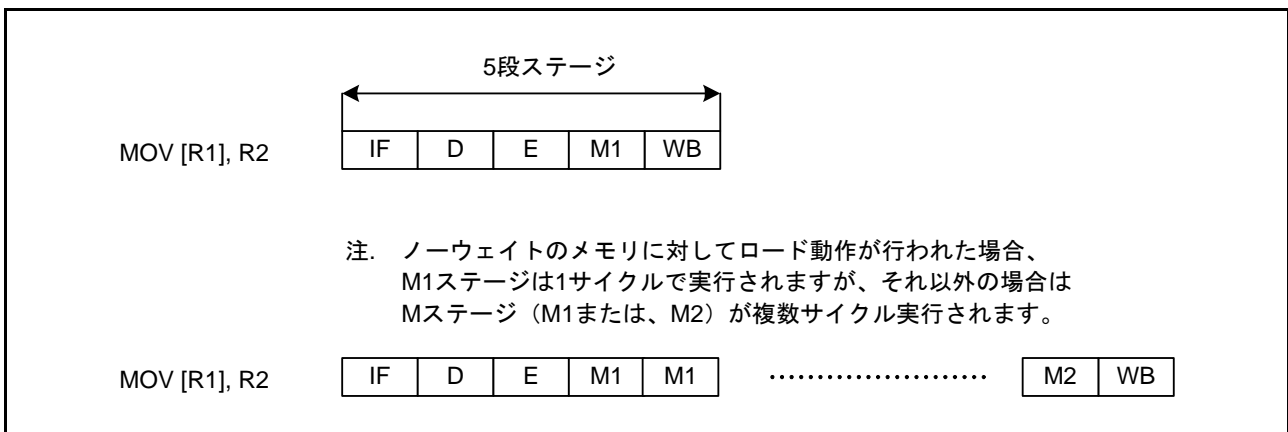 5段ステージ
MOV [R1], R2 IF D E M1 WB
注. ノーウェイトのメモリに対してロード動作が行われた場合、
M1ステージは1サイクルで実行されますが、それ以外の場合は
Mステージ（M1または、M2）が複数サイクル実行されます。
MOV [R1], R2 IF D E M1 M1 ・・・・・・・・・・・・・・・・・・・・・・・ M2 WB